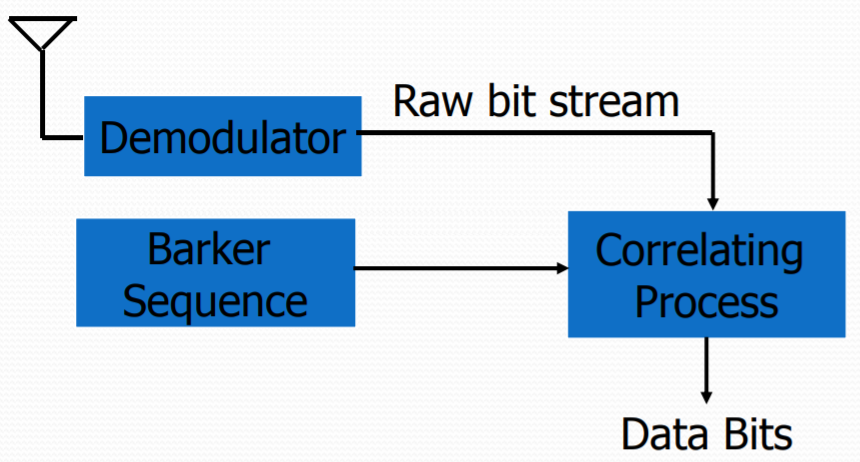 Raw bit stream
Demodulator
Barker
Sequence
Correlating
Process
Data Bits